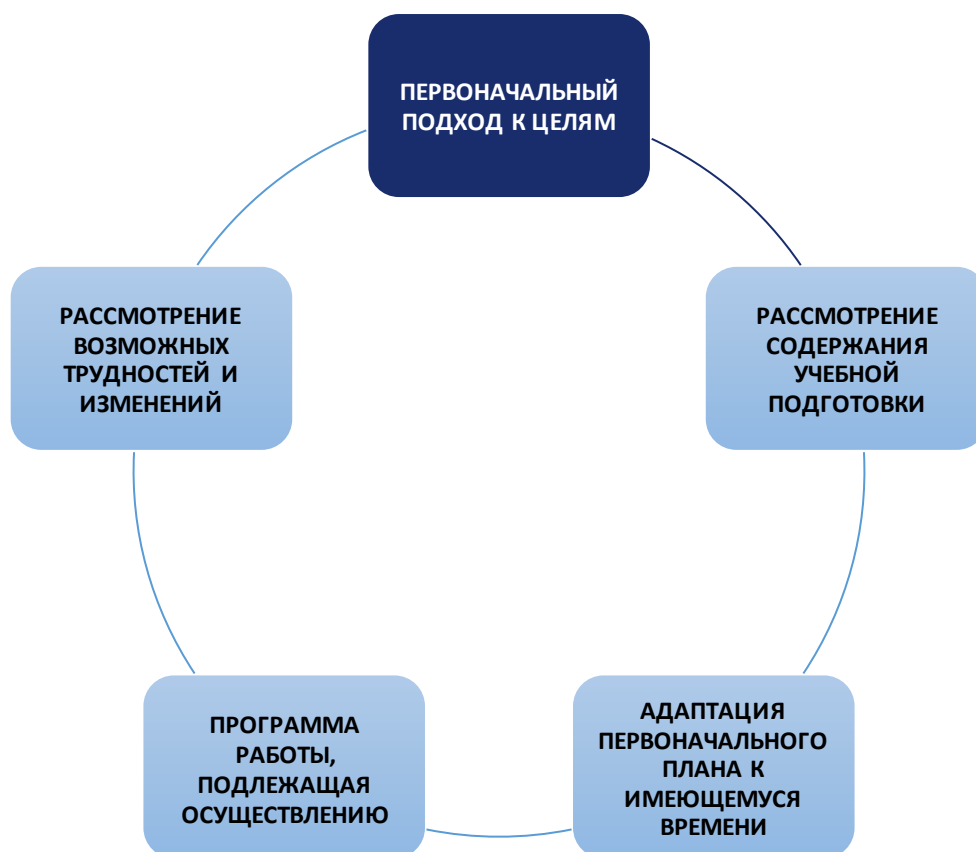 ПЕРВОНАЧАЛЬНЫЙ
ПОДХОД К ЦЕЛЯМ
РАССМОТРЕНИЕ
СОДЕРЖАНИЯ
УЧЕБНОЙ
ПОДГОТОВКИ
АДАПТАЦИЯ
ПЕРВОНАЧАЛЬНОГО
ПЛАНА К
ИМЕЮЩЕМУСЯ
ВРЕМЕНИ
ПРОГРАММА
РАБОТЫ,
ПОДЛЕЖАЩАЯ
ОСУЩЕСТВЛЕНИЮ
РАССМОТРЕНИЕ
ВОЗМОЖНЫХ
ТРУДНОСТЕЙ И
ИЗМЕНЕНИЙ